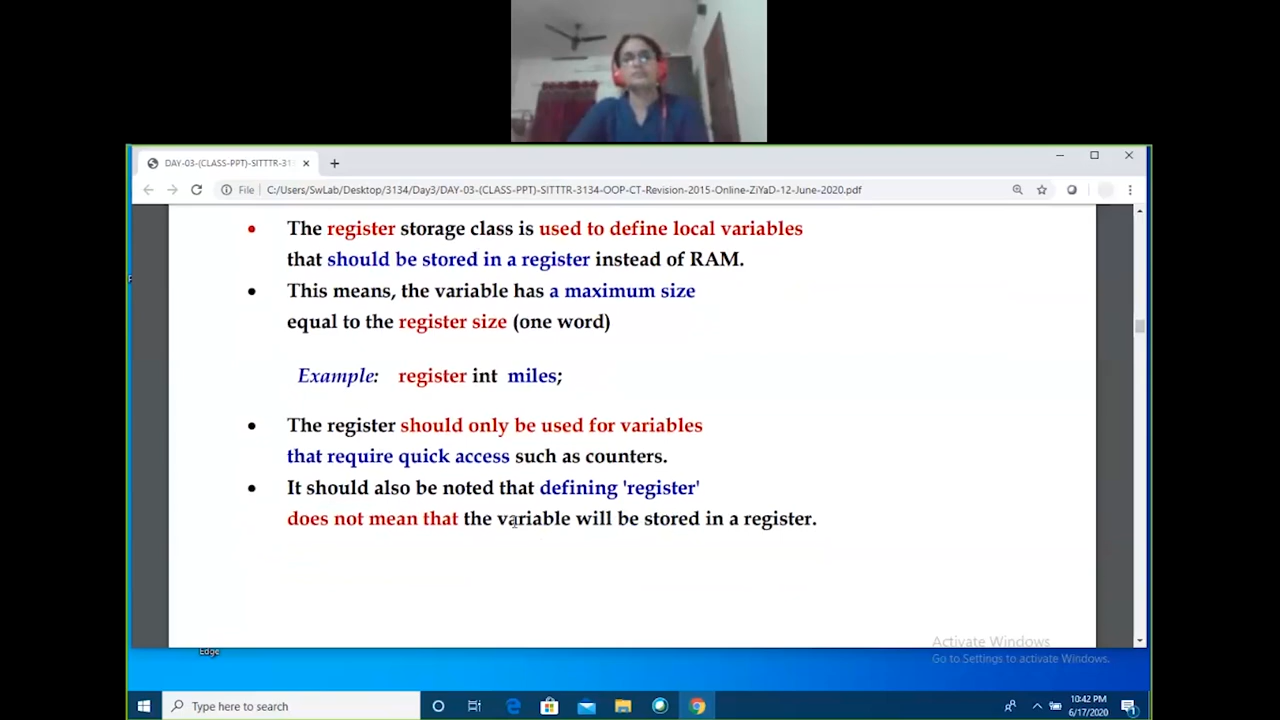 DAY-03-(CLASS-PPT)-SITTTR-31
File
C:/Users/SwLab/Desktop/3134/Day3/DAY-03-(CLASS-PPT)-SITTTR-3134-OOP-CT-Revision-2015-Online-ZiYaD-12-June-2020.pdf
• The register storage class is used to define local variables
that should be stored in a register instead of RAM.
• This means, the variable has a maximum size
equal to the register size (one word)
Example: register int miles;
• The register should only be used for variables
that require quick access such as counters.
• It should also be noted that defining 'register'
does not mean that the variable will be stored in a register.
Activate Windows
Go to Settings to activate Windows.
Edge
Type here to search
10:42 PM
6/17/2020